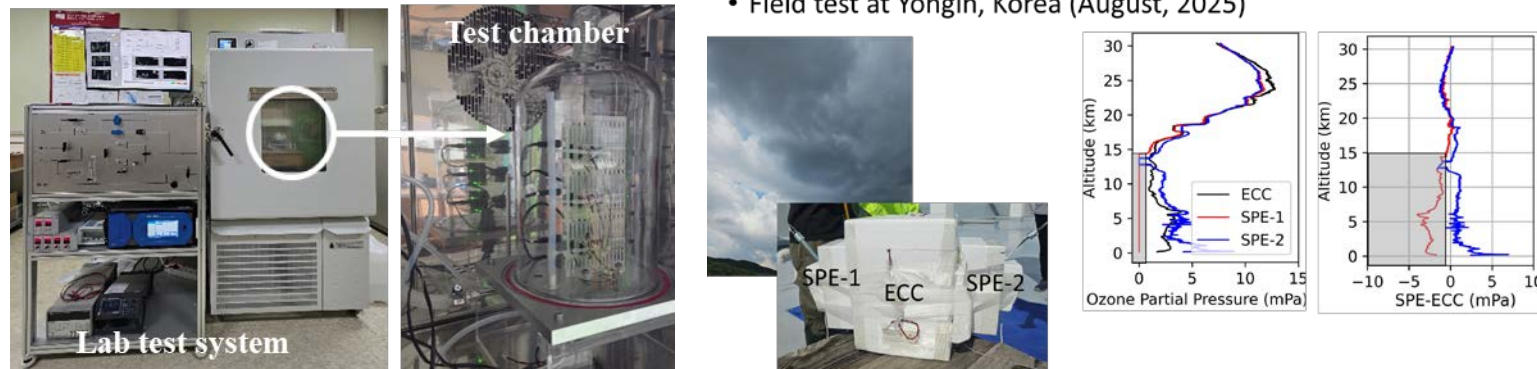 • Field test at Yongin, Korea (August, 2025)
Test chamber
Lab test system
SPE-1
ECC
SPE-2
Altitude (km)
30
25
20
15
10
5
0
ECC
SPE-1
SPE-2
0
5
10
15
Ozone Partial Pressure (mPa)
Altitude (km)
30
25
20
15
10
5
0
−10
−5
0
5
10
SPE-ECC (mPa)